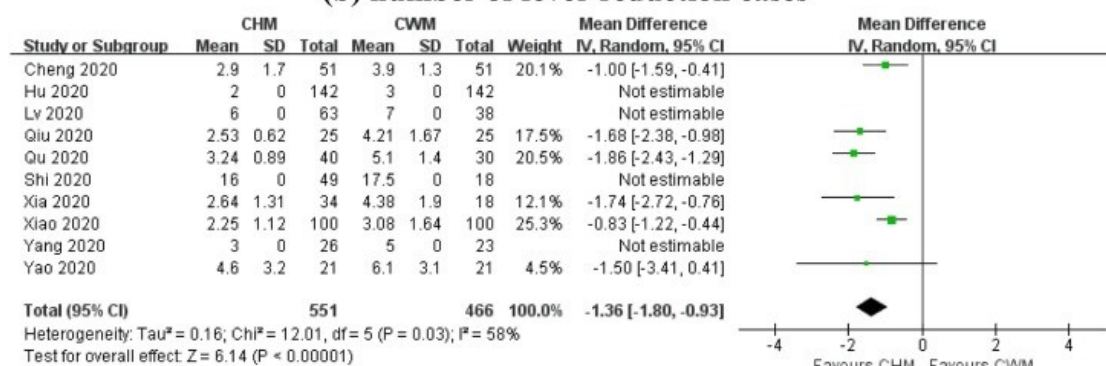 (b) number of fever reduction cases
CHM CWM Mean Difference Mean Difference
Study or Subgroup Mean SD Total Mean SD Total Weight IV, Random, 95% CI IV, Random, 95% CI
Cheng 2020 2.9 1.7 51 3.9 1.3 51 20.1% -1.00 [-1.59, -0.41]
Hu 2020 2 0 142 3 0 142 Not estimable
Lv 2020 6 0 63 7 0 38 Not estimable
Qiu 2020 2.53 0.62 25 4.21 1.67 25 17.5% -1.68 [-2.38, -0.98]
Qu 2020 3.24 0.89 40 5.1 1.4 30 20.5% -1.86 [-2.43, -1.29]
Shi 2020 16 0 49 17.5 0 18 Not estimable
Xia 2020 2.64 1.31 34 4.38 1.9 18 12.1% -1.74 [-2.72, -0.76]
Xiao 2020 2.25 1.12 100 3.08 1.64 100 25.3% -0.83 [-1.22, -0.44]
Yang 2020 3 0 26 5 0 23 Not estimable
Yao 2020 4.6 3.2 21 6.1 3.1 21 4.5% -1.50 [-3.41, 0.41]
Total (95% CI) 551 466 100.0% -1.36 [-1.80, -0.93]
Heterogeneity: Tau² = 0.16; Chi² = 12.01, df = 5 (P = 0.03); I² = 58%
Test for overall effect: Z = 6.14 (P < 0.00001)
-4 -2 0 2 4
Favours CHM Favours CWM